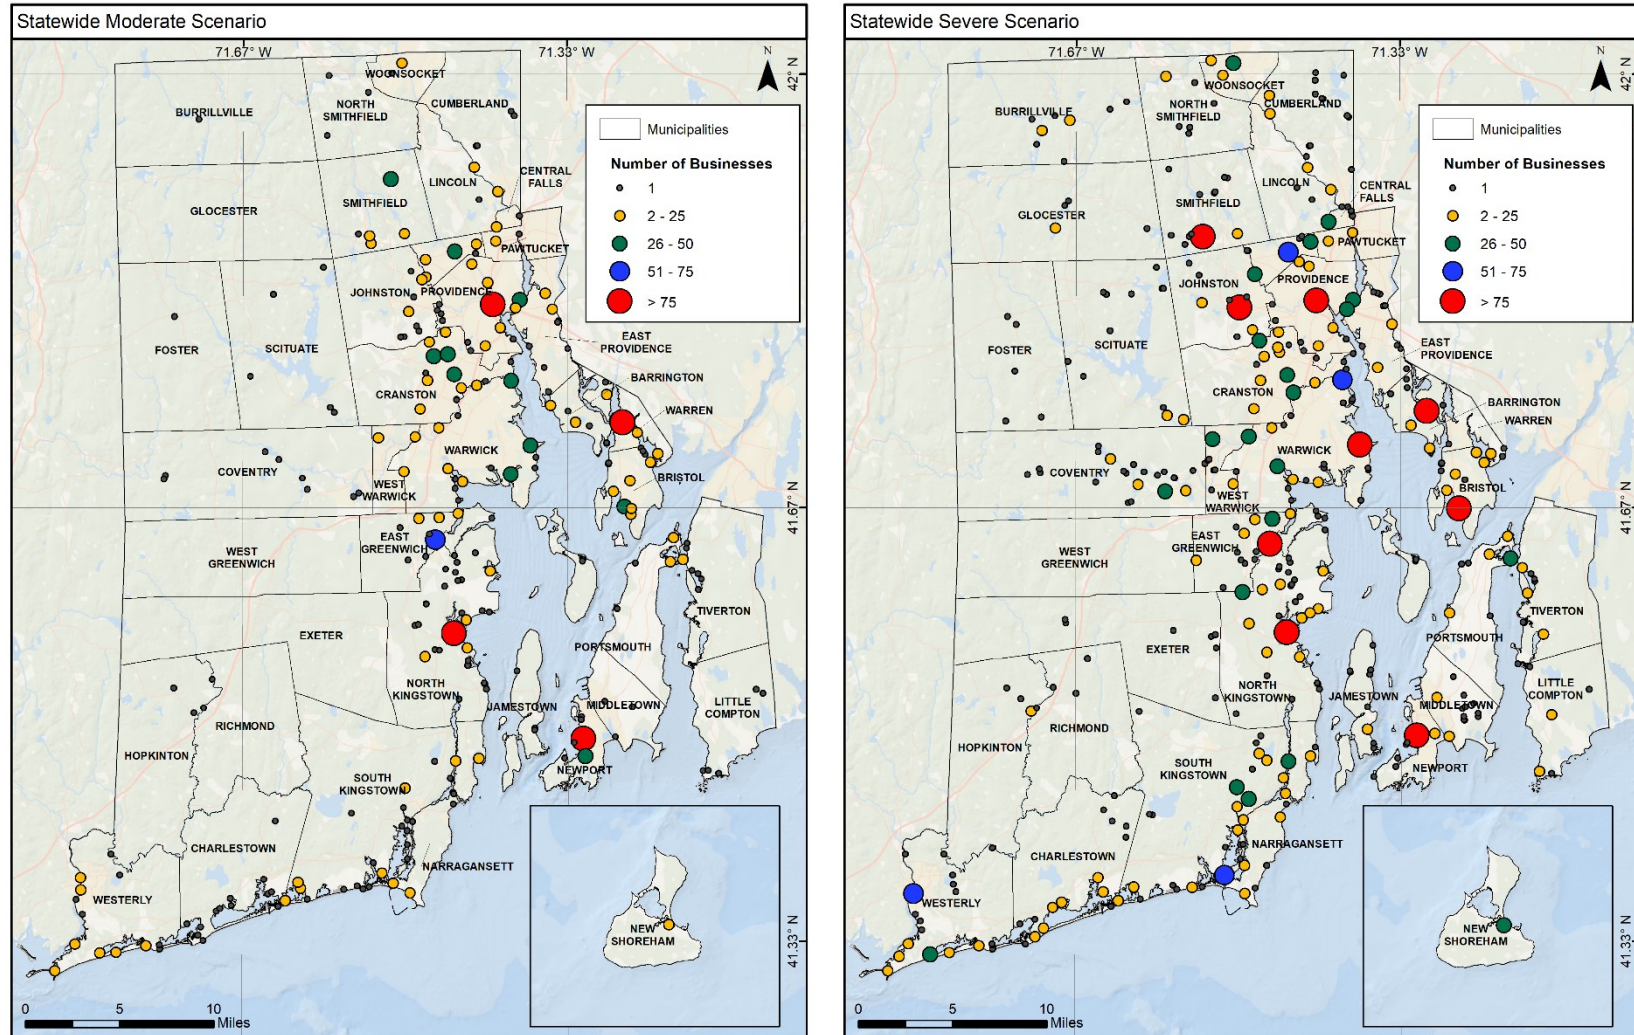 Statewide Moderate Scenario
71.67° W
71.33° W
N
42° N
WOONSOCKET
BURRILLVILLE
NORTH
SMITHFIELD
CUMBERLAND
Municipalities
Number of Businesses
1
2 - 25
26 - 50
51 - 75
> 75
CENTRAL
FALLS
LINCOLN
GLOCESTER
SMITHFIELD
PAWTUCKET
JOHNSTON
PROVIDENCE
FOSTER
SCITUATE
EAST
PROVIDENCE
BARRINGTON
CRANSTON
WARREN
WARWICK
COVENTRY
WEST
WARWICK
BRISTOL
41.67° N
EAST
GREENWICH
WEST
GREENWICH
TIVERTON
EXETER
PORTSMOUTH
NORTH
KINGSTOWN
JAMESTOWN
MIDDLETOWN
LITTLE
COMPTON
RICHMOND
HOPKINTON
NEWPORT
SOUTH
KINGSTOWN
CHARLESTOWN
NARRAGANSETT
WESTERLY
NEW
SHOREHAM
41.33° N
0 5 10
Miles
Statewide Severe Scenario
71.67° W
71.33° W
N
42° N
WOONSOCKET
BURRILLVILLE
NORTH
SMITHFIELD
CUMBERLAND
Municipalities
Number of Businesses
1
2 - 25
26 - 50
51 - 75
> 75
LINCOLN
CENTRAL
FALLS
SMITHFIELD
GLOCESTER
PAWTUCKET
PROVIDENCE
JOHNSTON
FOSTER
SCITUATE
EAST
PROVIDENCE
CRANSTON
BARRINGTON
WARREN
WARWICK
COVENTRY
BRISTOL
WEST
WARWICK
41.67° N
EAST
GREENWICH
WEST
GREENWICH
TIVERTON
PORTSMOUTH
EXETER
NORTH
KINGSTOWN
LITTLE
COMPTON
JAMESTOWN
MIDDLETOWN
RICHMOND
HOPKINTON
SOUTH
KINGSTOWN
NEWPORT
NARRAGANSETT
CHARLESTOWN
WESTERLY
NEW
SHOREHAM
41.33° N
0 5 10
Miles